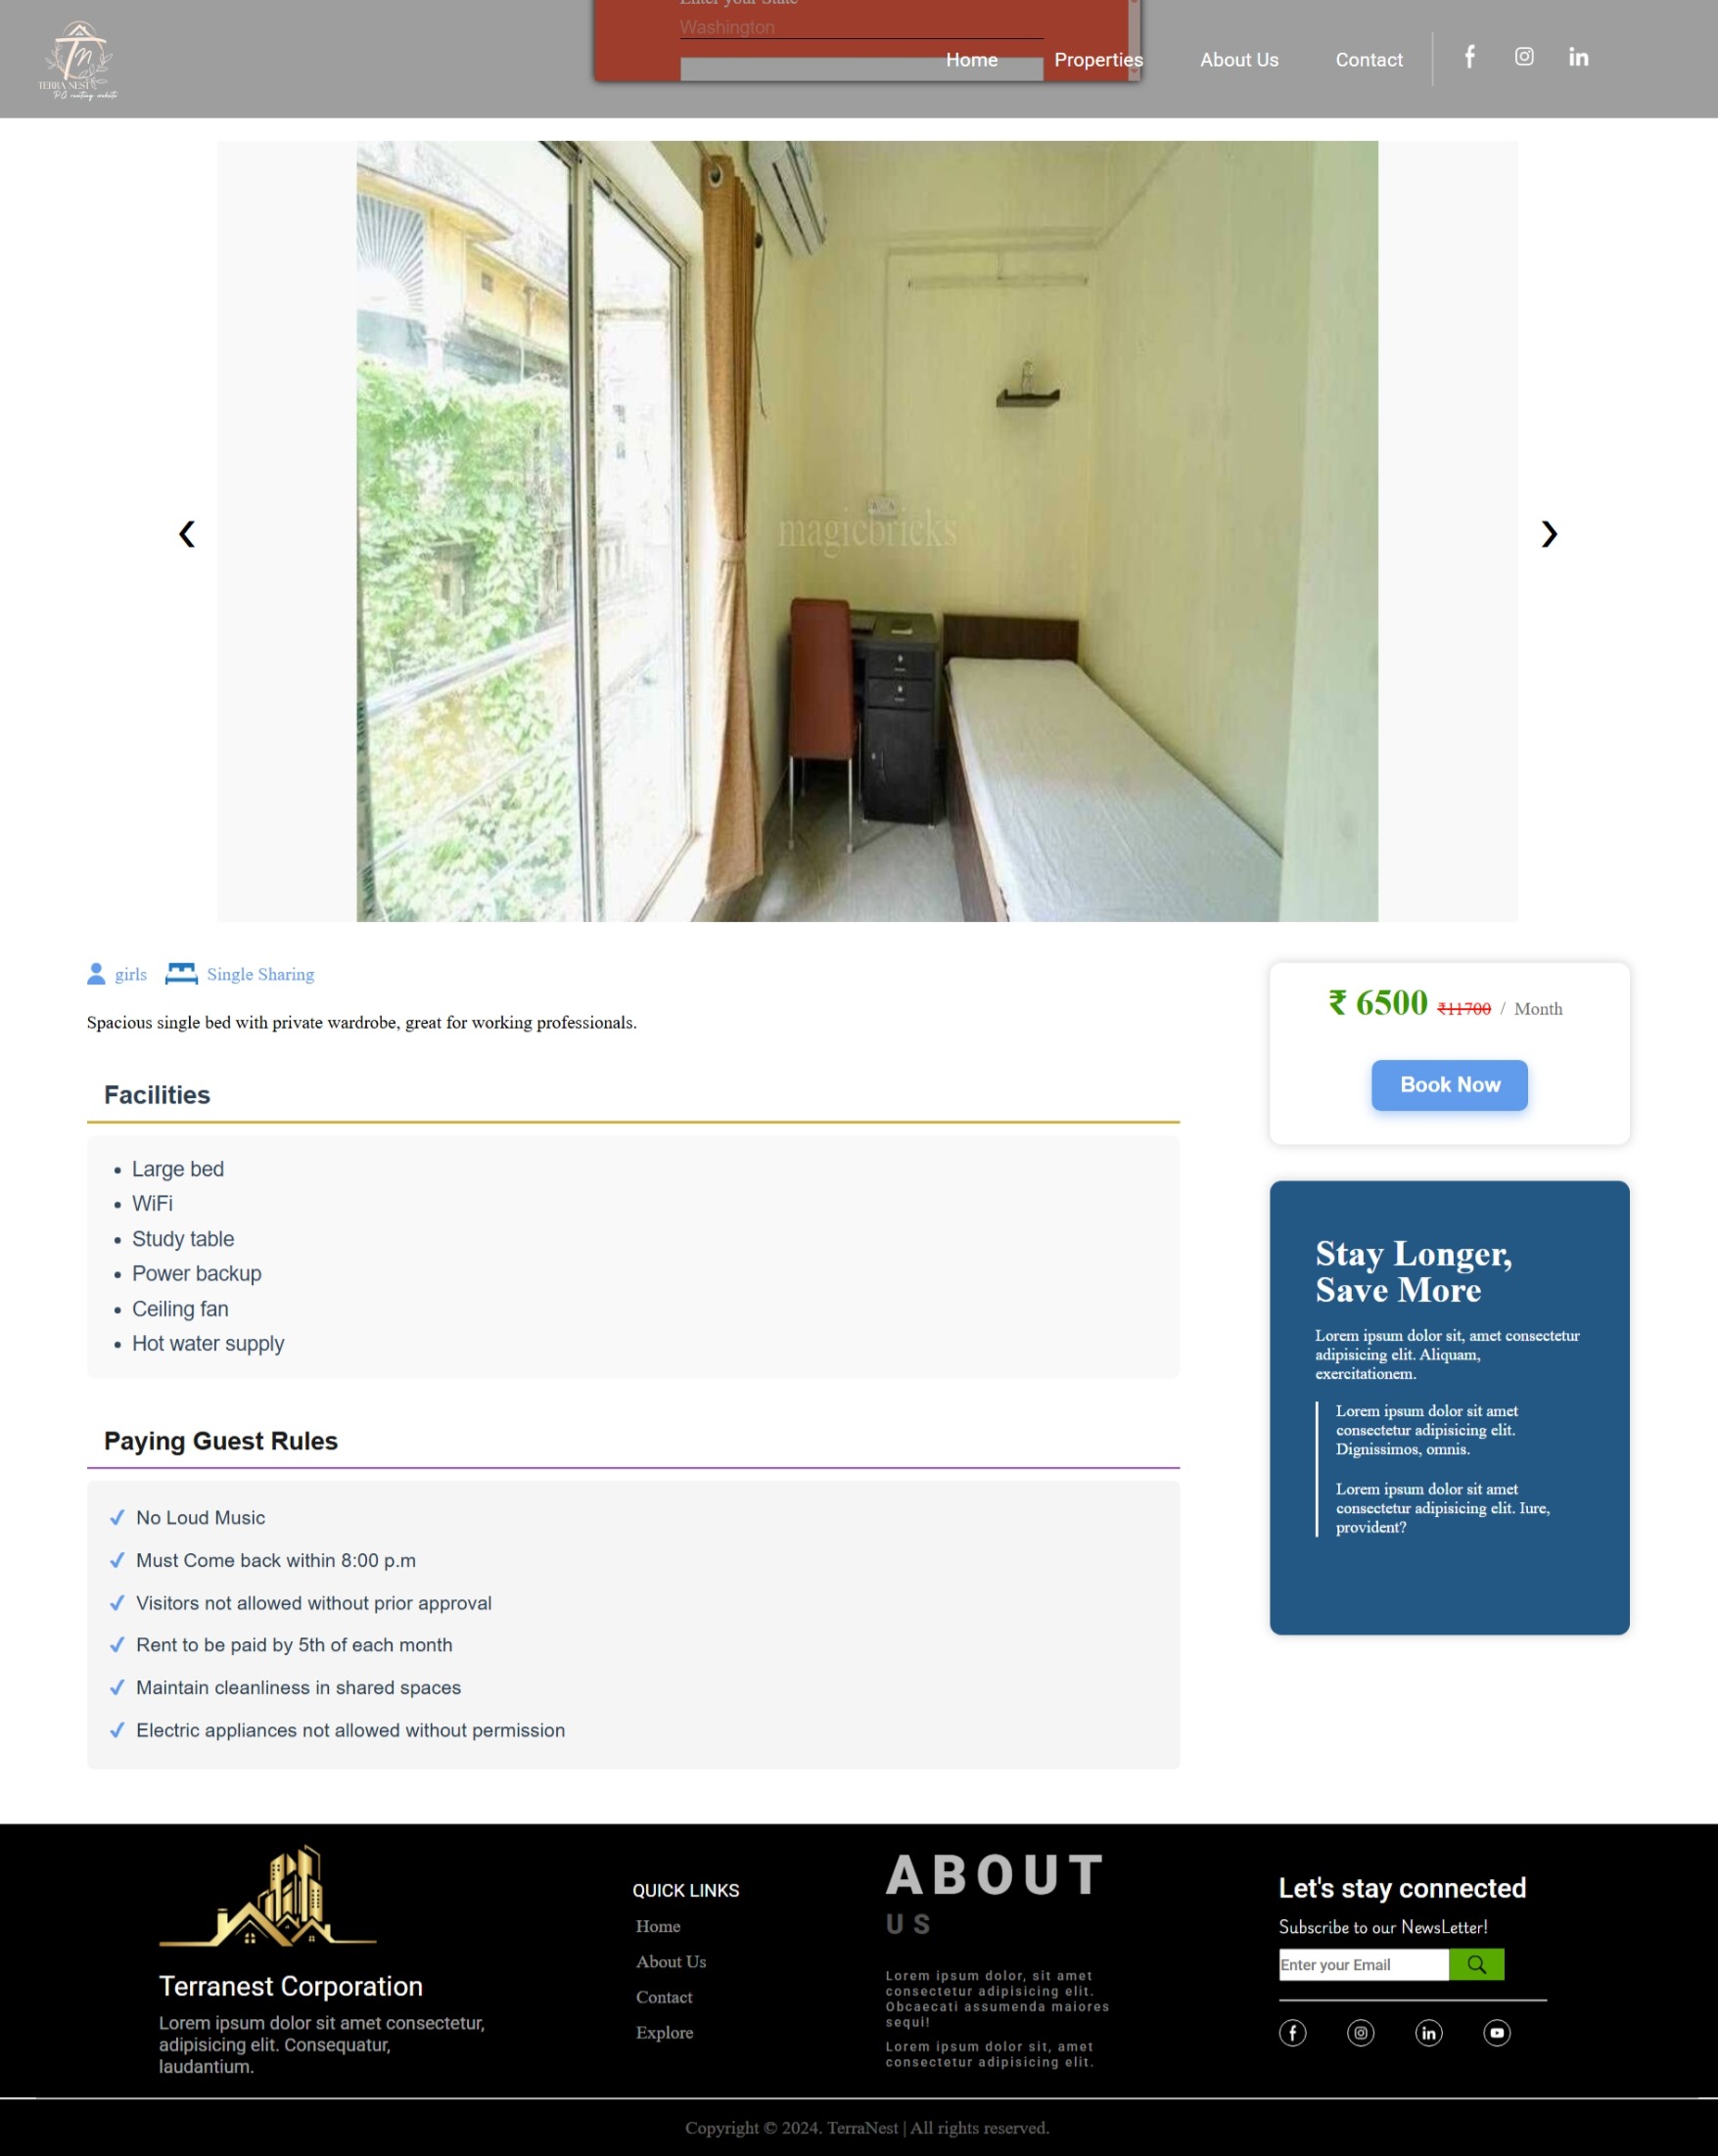 Enter your State
Washington
TERRA NEST
PG renting website
Home
Properties
About Us
Contact
magicbricks
girls
Single Sharing
Spacious single bed with private wardrobe, great for working professionals.
₹ 6500 ₹11700 / Month
Book Now
Facilities
Large bed
WiFi
Study table
Power backup
Ceiling fan
Hot water supply
Stay Longer,
Save More
Lorem ipsum dolor sit, amet consectetur
adipisicing elit. Aliquam,
exercitationem.
Lorem ipsum dolor sit amet
consectetur adipisicing elit.
Dignissimos, omnis.
Lorem ipsum dolor sit amet
consectetur adipisicing elit. Iure,
provident?
Paying Guest Rules
No Loud Music
Must Come back within 8:00 p.m
Visitors not allowed without prior approval
Rent to be paid by 5th of each month
Maintain cleanliness in shared spaces
Electric appliances not allowed without permission
Terranest Corporation
Lorem ipsum dolor sit amet consectetur,
adipisicing elit. Consequatur,
laudantium.
QUICK LINKS
Home
About Us
Contact
Explore
ABOUT
US
Lorem ipsum dolor, sit amet
consectetur adipisicing elit.
Obcaecati assumenda maiores
sequi!
Lorem ipsum dolor sit, amet
consectetur adipisicing elit.
Let's stay connected
Subscribe to our NewsLetter!
Enter your Email
Copyright © 2024. TerraNest | All rights reserved.